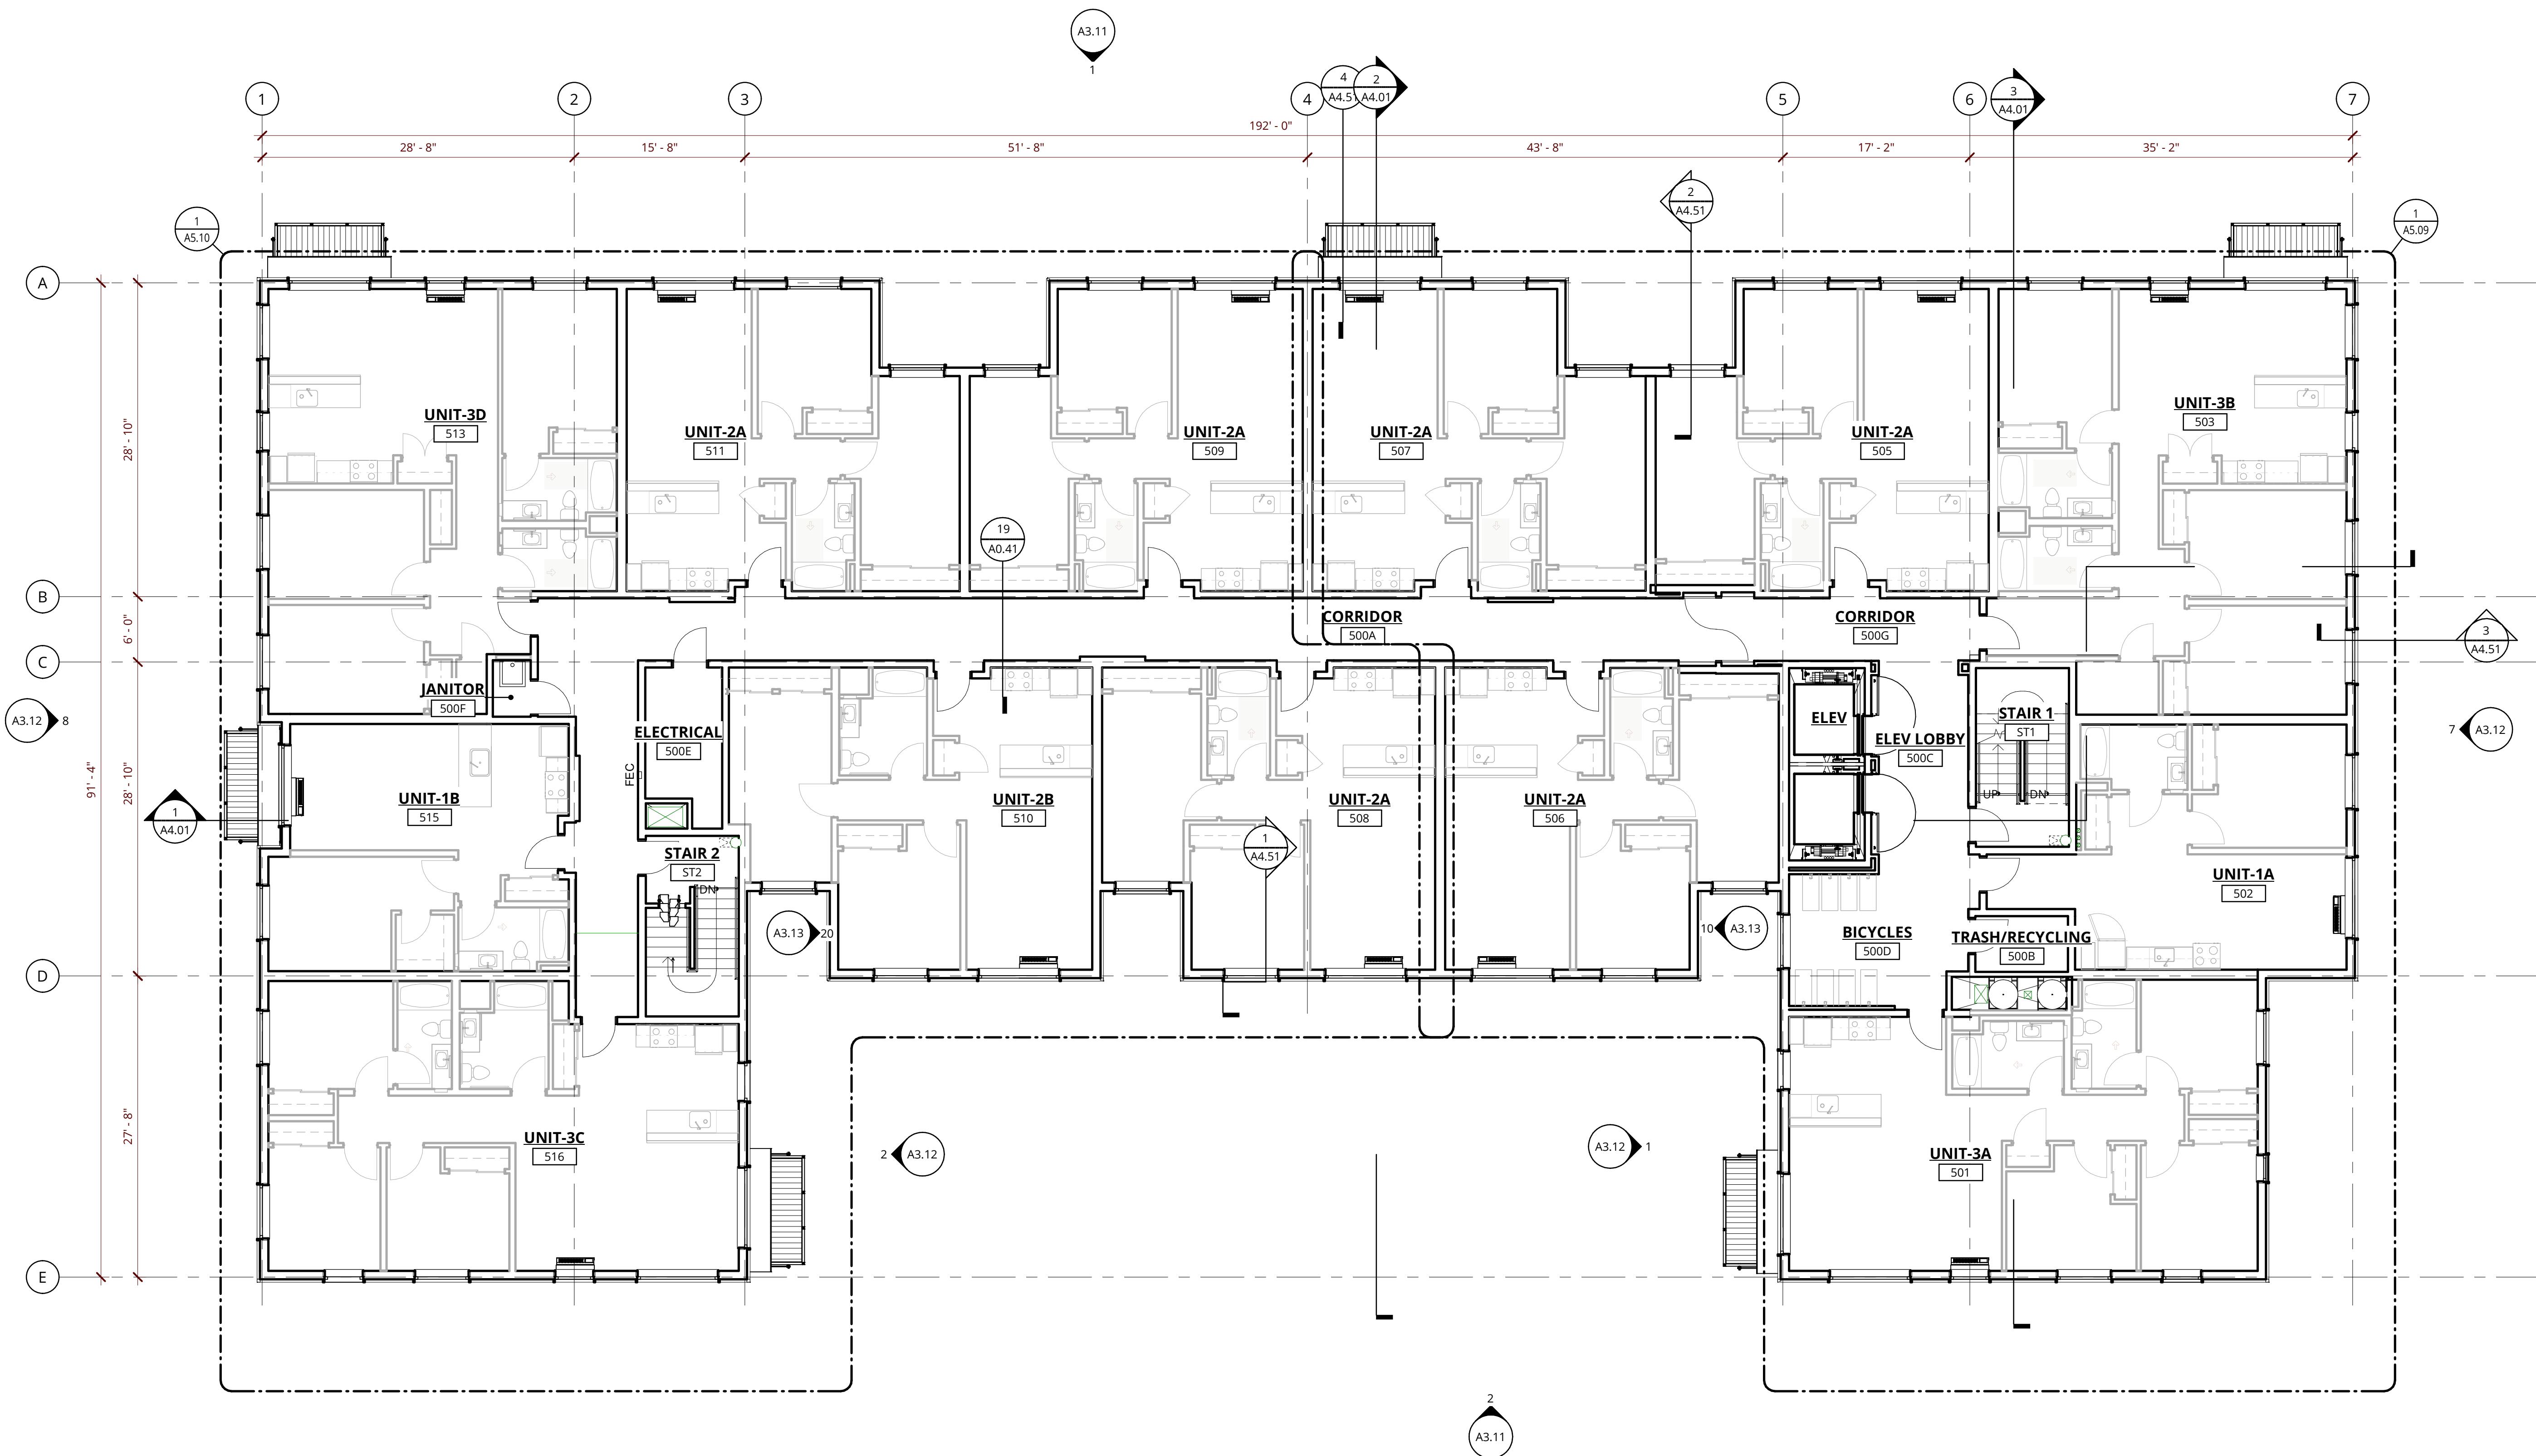 A3.11
1
1
2
3
4
4
A4.51
2
A4.01
5
6
3
A4.01
7
192' - 0"
28' - 8"
15' - 8"
51' - 8"
43' - 8"
17' - 2"
35' - 2"
2
A4.51
1
A5.10
1
A5.09
A
28' - 10"
UNIT-3D
513
UNIT-2A
511
UNIT-2A
509
UNIT-2A
507
UNIT-2A
505
UNIT-3B
503
19
A0.41
B
6' - 0"
CORRIDOR
500A
CORRIDOR
500G
3
A4.51
C
JANITOR
500F
A3.12
8
ELECTRICAL
500E
FEC
ELEV
ELEV LOBBY
500C
STAIR 1
ST1
UP
DN
7
A3.12
91' - 4"
28' - 10"
UNIT-1B
515
1
A4.01
UNIT-2B
510
UNIT-2A
508
UNIT-2A
506
1
A4.51
STAIR 2
ST2
DN
UNIT-1A
502
A3.13
20
10
A3.13
BICYCLES
500D
TRASH/RECYCLING
500B
D
27' - 8"
UNIT-3C
516
2
A3.12
A3.12
1
UNIT-3A
501
E
2
A3.11